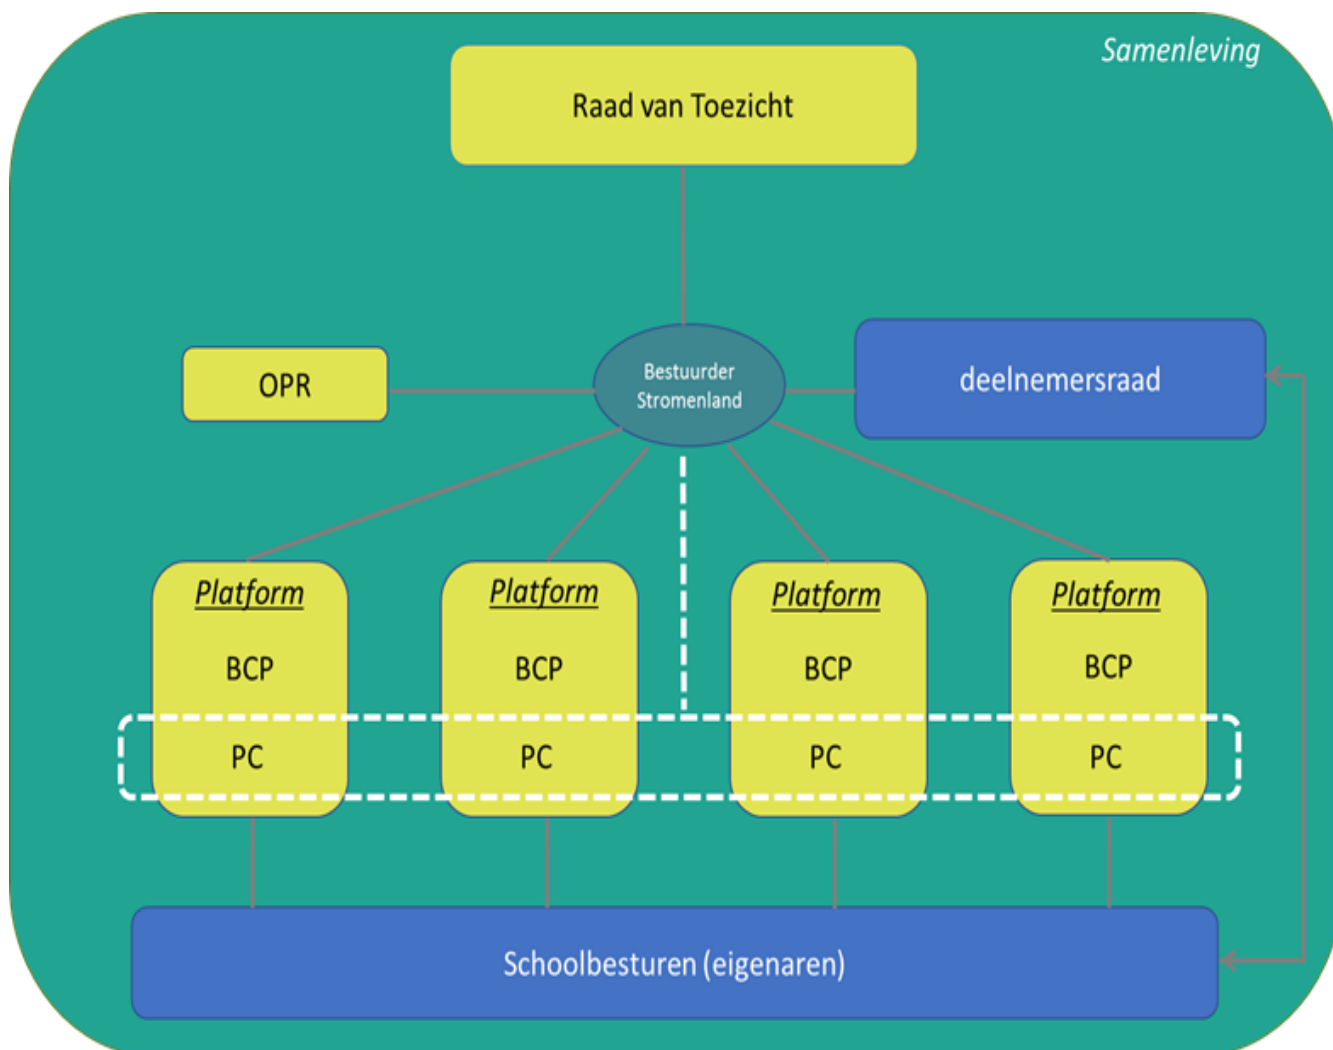 Samenleving
Raad van Toezicht
OPR
Bestuurder
Stromenland
deelnemersraad
Platform
BCP
PC
Platform
BCP
PC
Platform
BCP
PC
Platform
BCP
PC
Schoolbesturen (eigenaren)